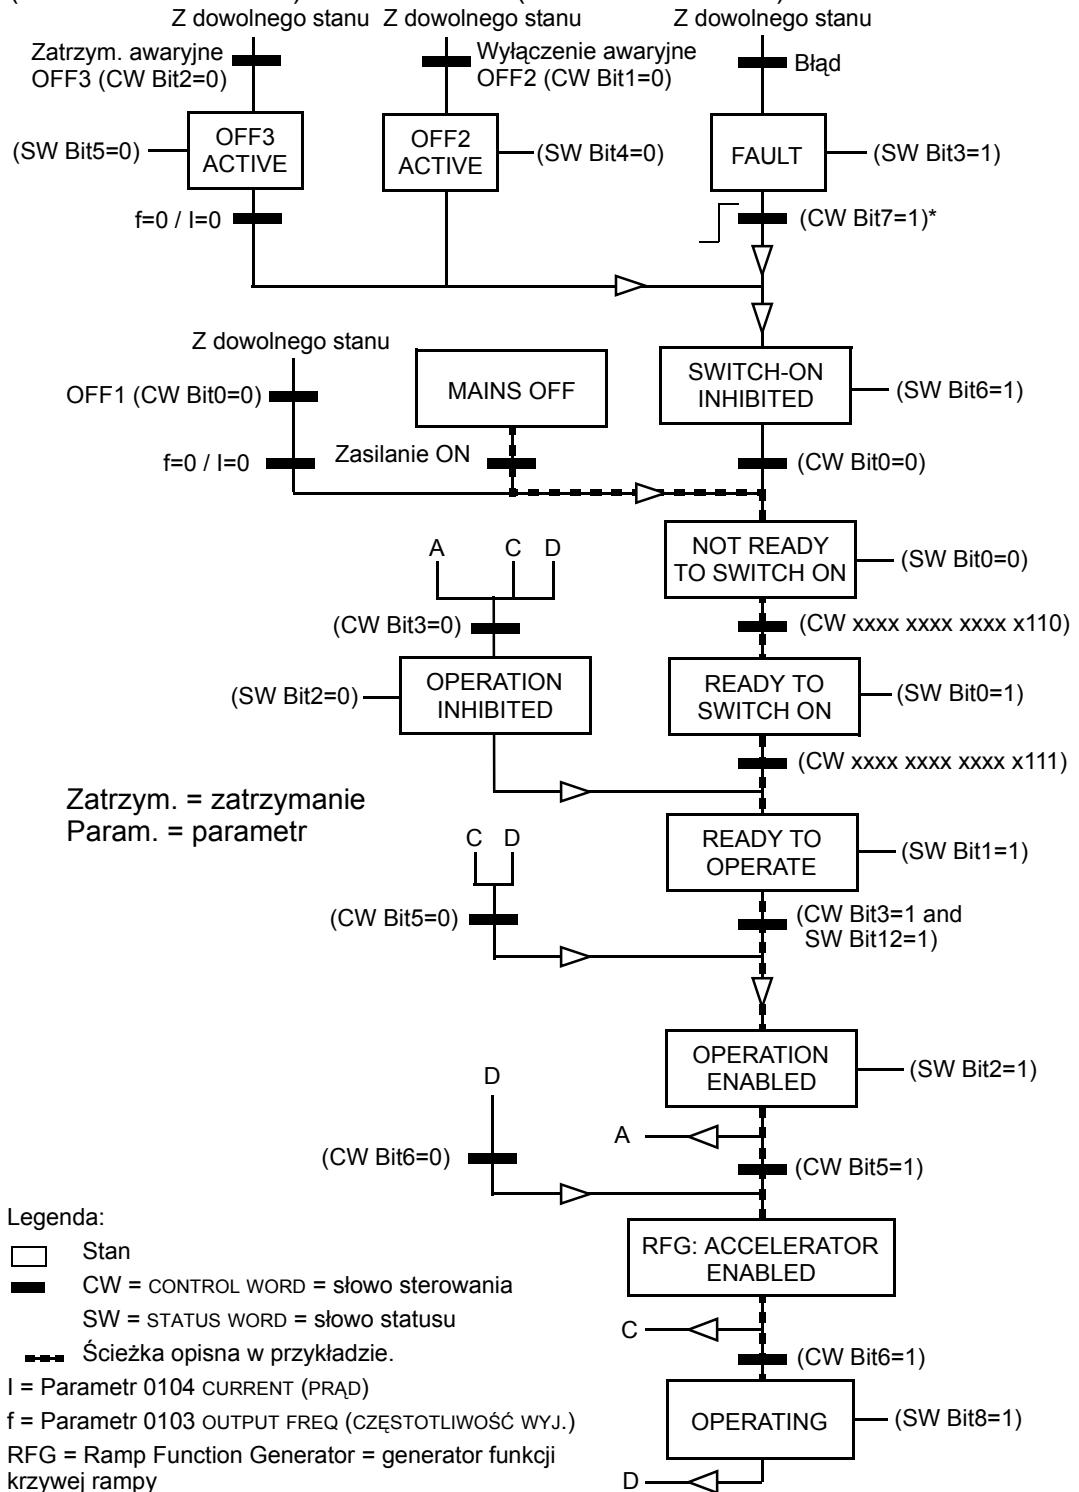 Z dowolnego stanu Z dowolnego stanu Z dowolnego stanu
Zatrzym. awaryjne
OFF3 (CW Bit2=0)
Wyłączenie awaryjne
OFF2 (CW Bit1=0)
Błąd
(SW Bit5=0)
OFF3
ACTIVE
OFF2
ACTIVE
(SW Bit4=0)
FAULT
(SW Bit3=1)
f=0 / I=0
(CW Bit7=1)*
Z dowolnego stanu
OFF1 (CW Bit0=0)
MAINS OFF
SWITCH-ON
INHIBITED
(SW Bit6=1)
f=0 / I=0
Zasilanie ON
(CW Bit0=0)
A C D
NOT READY
TO SWITCH ON
(SW Bit0=0)
(CW Bit3=0)
(CW xxxx xxxx xxxx x110)
(SW Bit2=0)
OPERATION
INHIBITED
READY TO
SWITCH ON
(SW Bit0=1)
(CW xxxx xxxx xxxx x111)
Zatrzym. = zatrzymanie
Param. = parametr
C D
READY TO
OPERATE
(SW Bit1=1)
(CW Bit5=0)
(CW Bit3=1 and
SW Bit12=1)
OPERATION
ENABLED
(SW Bit2=1)
D
A
(CW Bit6=0)
(CW Bit5=1)
RFG: ACCELERATOR
ENABLED
C
(CW Bit6=1)
OPERATING
(SW Bit8=1)
D
Legenda:
Stan
CW = CONTROL WORD = słowo sterowania
SW = STATUS WORD = słowo statusu
Ścieżka opisna w przykładzie.
I = Parametr 0104 CURRENT (PRĄD)
f = Parametr 0103 OUTPUT FREQ (CZĘSTOTLIWOŚĆ WYJ.)
RFG = Ramp Function Generator = generator funkcji
krzywej rampy